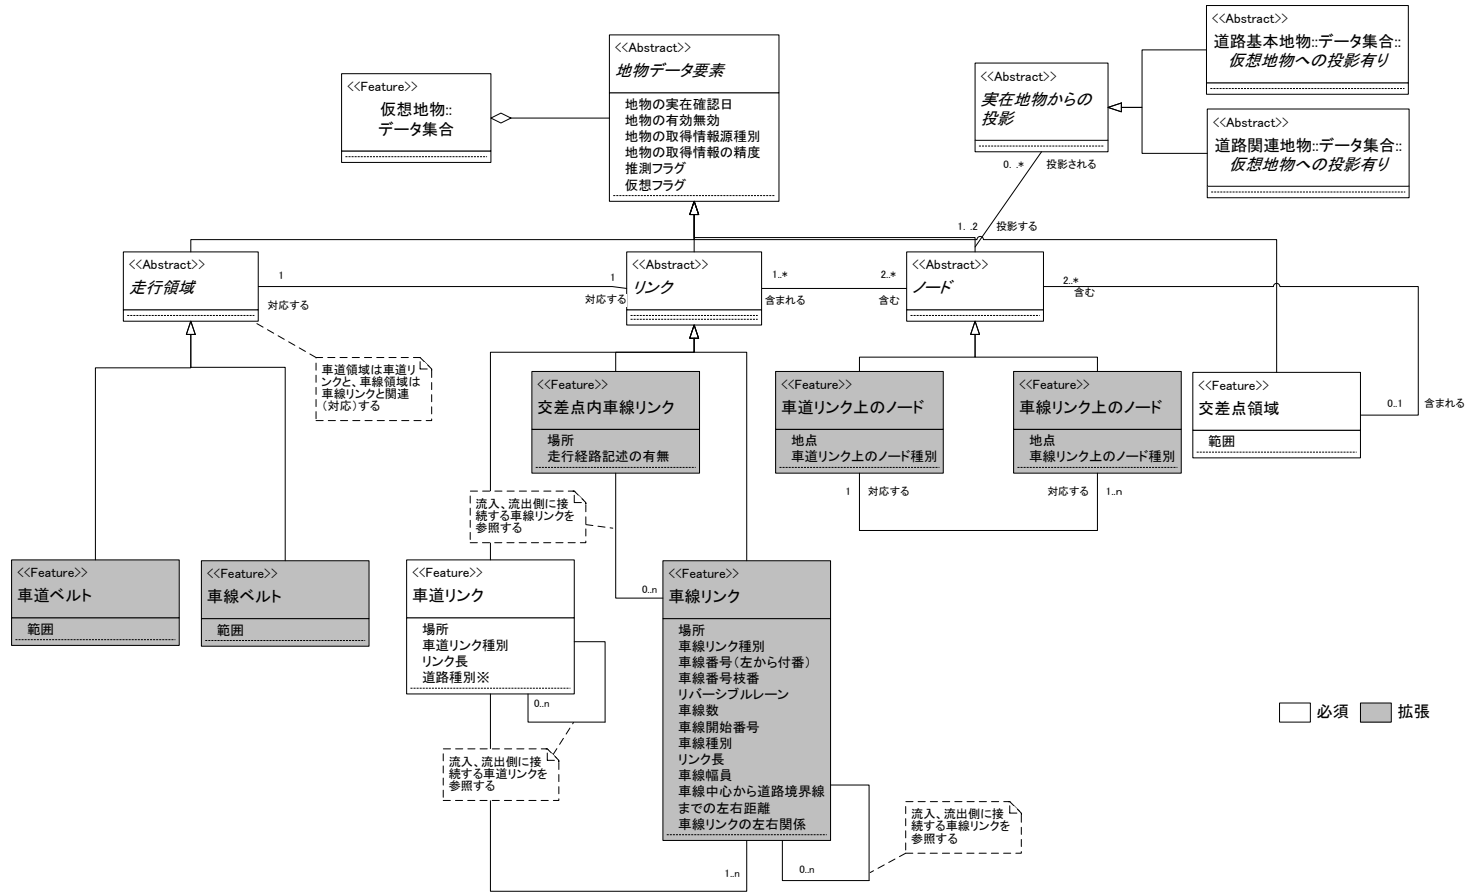 <<Abstract>>
地物データ要素
地物の実在確認日
地物の有効無効
地物の取得情報源種別
地物の取得情報の精度
推測フラグ
仮想フラグ
<<Feature>>
仮想地物::
データ集合
<<Abstract>>
実在地物からの
投影
<<Abstract>>
道路基本地物::データ集合::
仮想地物への投影有り
<<Abstract>>
道路関連地物::データ集合::
仮想地物への投影有り
0. .*
投影される
1. .2
投影する
<<Abstract>>
走行領域
1
対応する
1
対応する
<<Abstract>>
リンク
1..*
含まれる
2..*
含む
<<Abstract>>
ノード
2..*
含む
車道領域は車道リ
ンクと、車線領域は
車線リンクと関連
（対応）する
<<Feature>>
交差点内車線リンク
場所
走行経路記述の有無
<<Feature>>
車道リンク上のノード
地点
車道リンク上のノード種別
<<Feature>>
車線リンク上のノード
地点
車線リンク上のノード種別
<<Feature>>
交差点領域
範囲
0..1
含まれる
1
対応する
対応する
1..n
流入、流出側に接
続する車線リンクを
参照する
0..n
<<Feature>>
車道ベルト
範囲
<<Feature>>
車線ベルト
範囲
<<Feature>>
車道リンク
場所
車道リンク種別
リンク長
道路種別※
0..n
流入、流出側に接
続する車道リンクを
参照する
<<Feature>>
車線リンク
場所
車線リンク種別
車線番号（左から付番）
車線番号枝番
リバーシブルレーン
車線数
車線開始番号
車線種別
リンク長
車線幅員
車線中心から道路境界線
までの左右距離
車線リンクの左右関係
1..n
0..n
流入、流出側に接
続する車線リンクを
参照する
必須
拡張